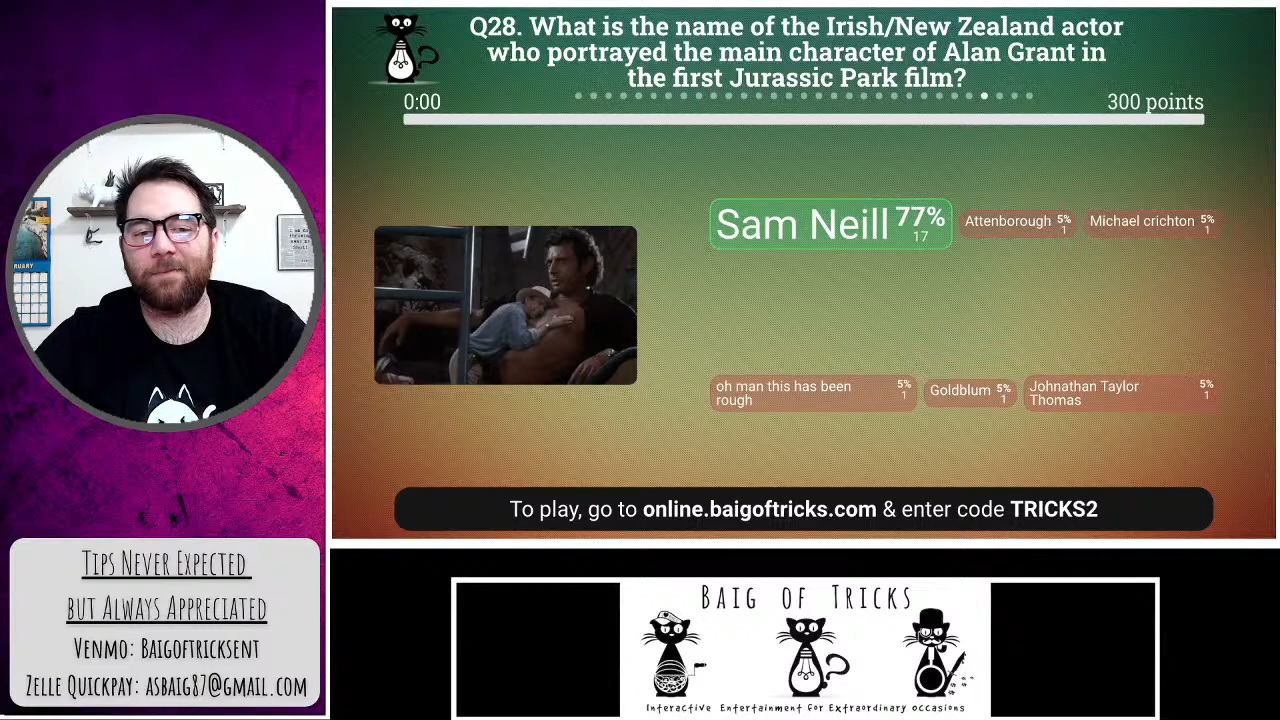 Q28. What is the name of the Irish/New Zealand actor
who portrayed the main character of Alan Grant in
the first Jurassic Park film?
0:00
300 points
Sam Neill 77%
17
Attenborough 5%
1
Michael crichton 5%
1
oh man this has been
rough
5%
1
Goldblum 5%
1
Johnathan Taylor
Thomas
5%
1
To play, go to online.baigoftricks.com & enter code TRICKS2
Tips Never Expected
but Always Appreciated
Venmo: Baigoftricksent
Zelle Quickpay: asbaig87@gmail.com
Baig of Tricks
Interactive Entertainment for Extraordinary occasions
RUARY